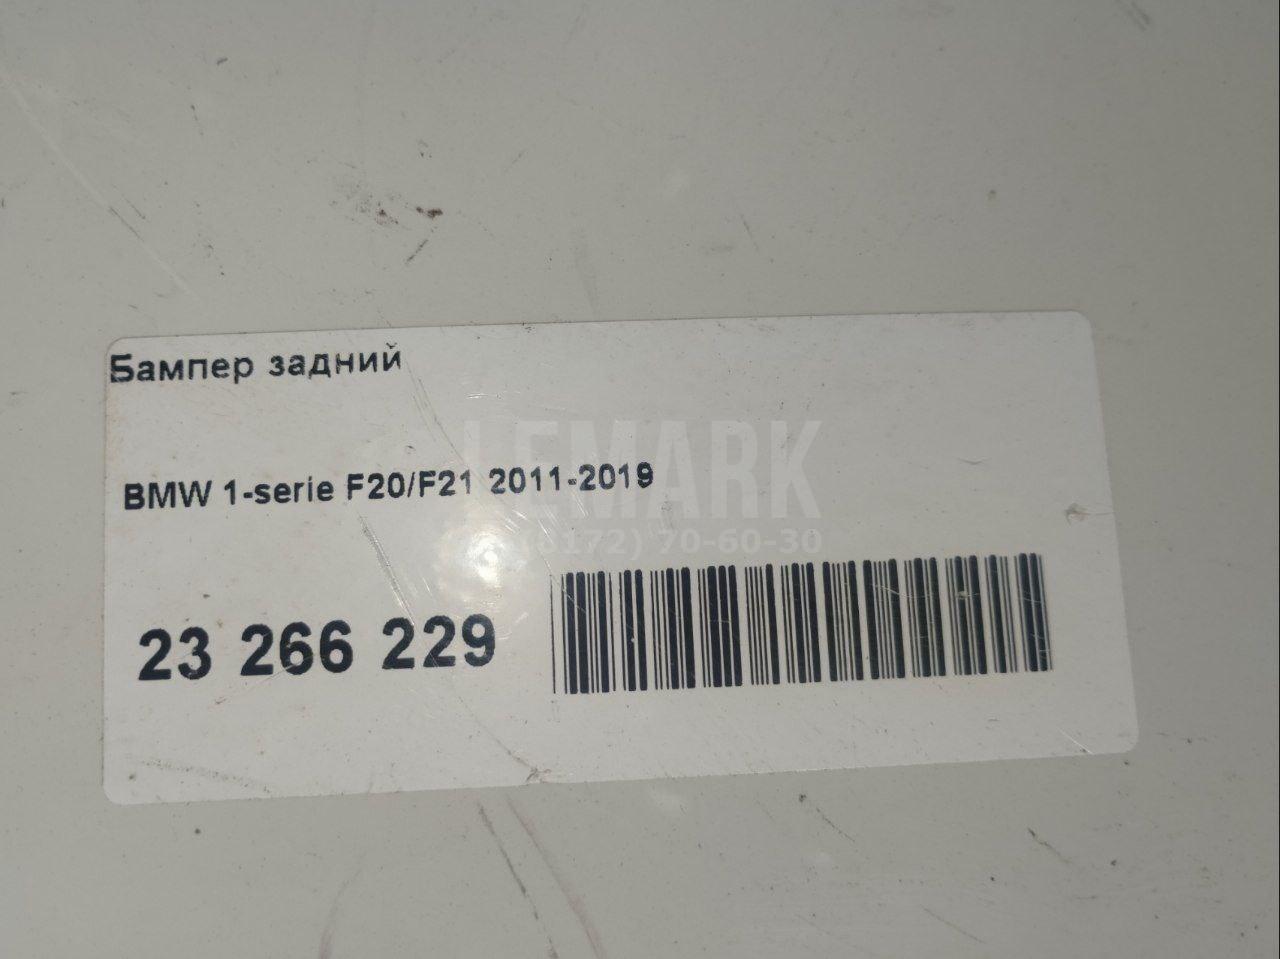 Бампер задний
LEMARK
BMW 1-serie F20/F21 2011-2019
(8172) 70-60-30
23 266 229